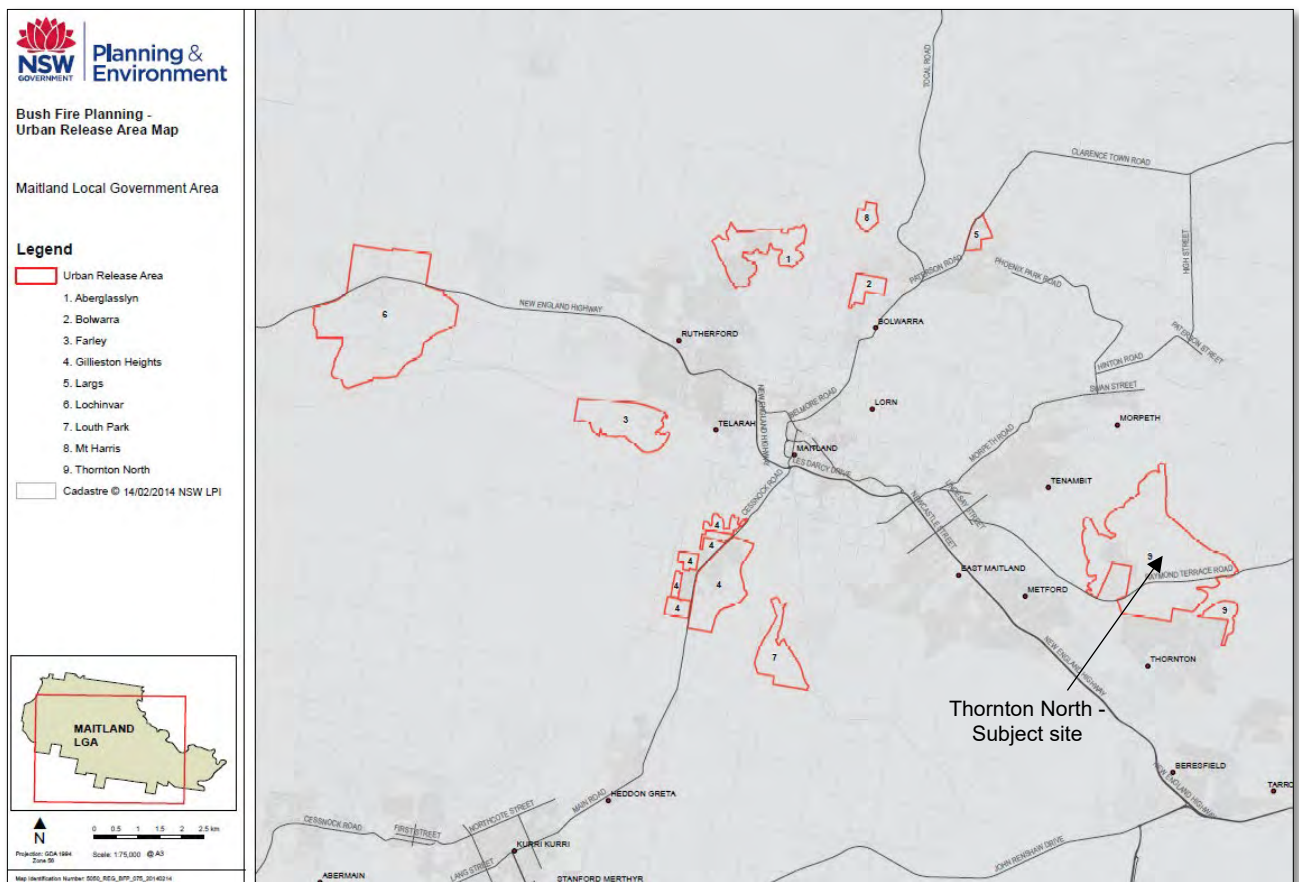 NSW
GOVERNMENT
Planning &
Environment
Bush Fire Planning -
Urban Release Area Map
Maitland Local Government Area
Legend
Urban Release Area
1. Aberglasslyn
2. Bolwarra
3. Farley
4. Gillieston Heights
5. Largs
6. Lochinvar
7. Louth Park
8. Mt Harris
9. Thornton North
Cadastre © 14/02/2014 NSW LPI
MAITLAND
LGA
N
0 0.5 1 1.5 2 2.5 km
Projection: GDA 1994
Zone 56
Scale: 1:75,000 @ A3
Map Identification Number: 5050_REG_BFP_075_20140214
TOCAL ROAD
CLARENCE TOWN ROAD
8
5
1
HIGH STREET
PATERSON ROAD
PHOENIX PARK ROAD
2
NEW ENGLAND HIGHWAY
6
RUTHERFORD
BOLWARRA
PATERSON STREET
HINTON ROAD
SWAN STREET
NEW ENGLAND HIGHWAY
BELMORE ROAD
LORN
3
TELARAH
MORPETH
MORPETH ROAD
MAITLAND
LES DARCY DRIVE
CESSNOCK ROAD
TENAMBIT
LINDESAY STREET
NEWCASTLE STREET
4
4
4
4
4
4
9
EAST MAITLAND
RAYMOND TERRACE ROAD
METFORD
9
7
NEW ENGLAND HIGHWAY
THORNTON
Thornton North -
Subject site
BERESFIELD
NEW ENGLAND HIGHWAY
TARRO
HEDDON GRETA
MAIN ROAD
NORTHCOTE STREET
CESSNOCK ROAD
FIRST STREET
KURRI KURRI
LANG STREET
JOHN RENSHAW DRIVE
ABERMAIN
STANFORD MERTHYR